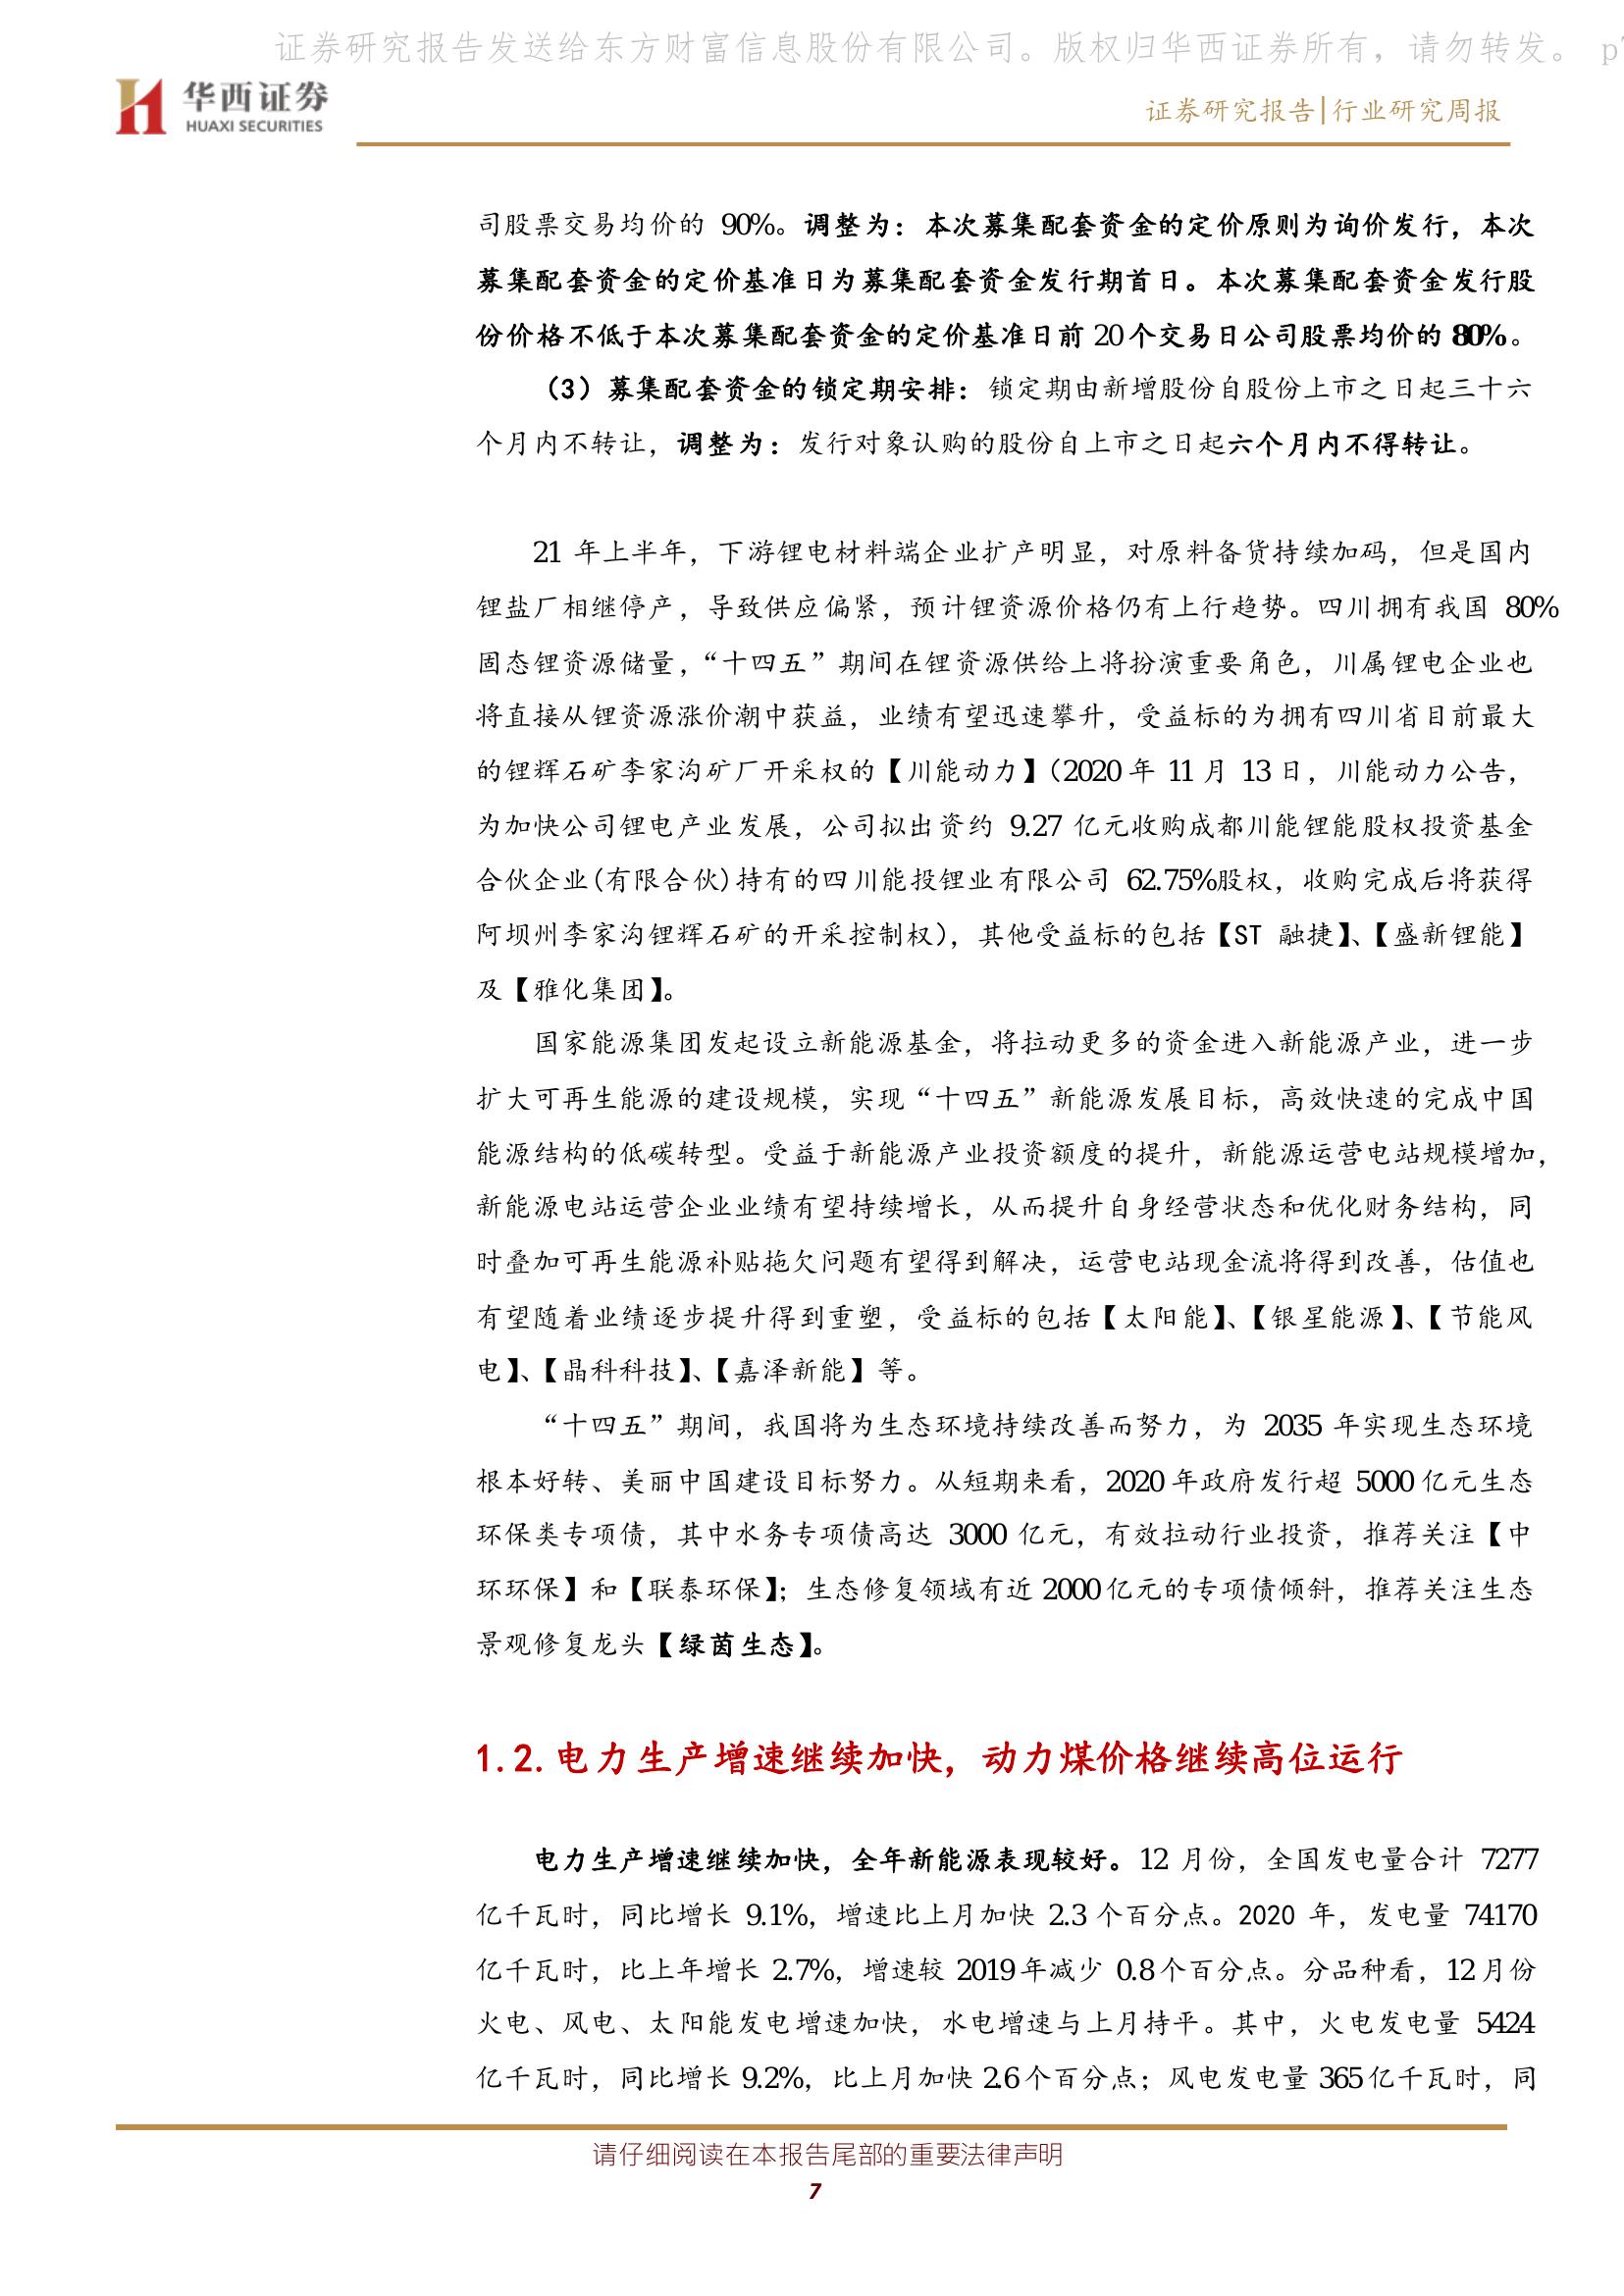 证券研究报告发送给东方财富信息股份有限公司。版权归华西证券所有，请勿转发。 p
华西证券
HUAXI SECURITIES
证券研究报告|行业研究周报
司股票交易均价的 90%。调整为：本次募集配套资金的定价原则为询价发行，本次
募集配套资金的定价基准日为募集配套资金发行期首日。本次募集配套资金发行股
份价格不低于本次募集配套资金的定价基准日前 20 个交易日公司股票均价的 80%。
（3）募集配套资金的锁定期安排：锁定期由新增股份自股份上市之日起三十六
个月内不转让，调整为：发行对象认购的股份自上市之日起六个月内不得转让。
21 年上半年，下游锂电材料端企业扩产明显，对原料备货持续加码，但是国内
锂盐厂相继停产，导致供应偏紧，预计锂资源价格仍有上行趋势。四川拥有我国 80%
固态锂资源储量，“十四五”期间在锂资源供给上将扮演重要角色，川属锂电企业也
将直接从锂资源涨价潮中获益，业绩有望迅速攀升，受益标的为拥有四川省目前最大
的锂辉石矿李家沟矿厂开采权的【川能动力】（2020 年 11 月 13 日，川能动力公告，
为加快公司锂电产业发展，公司拟出资约 9.27 亿元收购成都川能锂能股权投资基金
合伙企业(有限合伙)持有的四川能投锂业有限公司 62.75%股权，收购完成后将获得
阿坝州李家沟锂辉石矿的开采控制权），其他受益标的包括【ST 融捷】、【盛新锂能】
及【雅化集团】。
国家能源集团发起设立新能源基金，将拉动更多的资金进入新能源产业，进一步
扩大可再生能源的建设规模，实现“十四五”新能源发展目标，高效快速的完成中国
能源结构的低碳转型。受益于新能源产业投资额度的提升，新能源运营电站规模增加，
新能源电站运营企业业绩有望持续增长，从而提升自身经营状态和优化财务结构，同
时叠加可再生能源补贴拖欠问题有望得到解决，运营电站现金流将得到改善，估值也
有望随着业绩逐步提升得到重塑，受益标的包括【太阳能】、【银星能源】、【节能风
电】、【晶科科技】、【嘉泽新能】等。
“十四五”期间，我国将为生态环境持续改善而努力，为 2035 年实现生态环境
根本好转、美丽中国建设目标努力。从短期来看，2020 年政府发行超 5000 亿元生态
环保类专项债，其中水务专项债高达 3000 亿元，有效拉动行业投资，推荐关注【中
环环保】和【联泰环保】；生态修复领域有近 2000 亿元的专项债倾斜，推荐关注生态
景观修复龙头【绿茵生态】。
1.2.电力生产增速继续加快，动力煤价格继续高位运行
电力生产增速继续加快，全年新能源表现较好。12 月份，全国发电量合计 7277
亿千瓦时，同比增长 9.1%，增速比上月加快 2.3 个百分点。2020 年，发电量 74170
亿千瓦时，比上年增长 2.7%，增速较 2019 年减少 0.8 个百分点。分品种看，12 月份
火电、风电、太阳能发电增速加快，水电增速与上月持平。其中，火电发电量 5424
亿千瓦时，同比增长 9.2%，比上月加快 2.6 个百分点；风电发电量 365 亿千瓦时，同
请仔细阅读在本报告尾部的重要法律声明
7